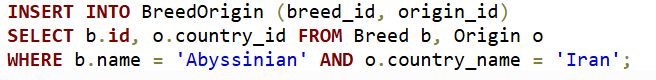 INSERT INTO BreedOrigin (breed_id, origin_id)
SELECT b.id, o.country_id FROM Breed b, Origin o
WHERE b.name = 'Abyssinian' AND o.country_name = 'Iran';